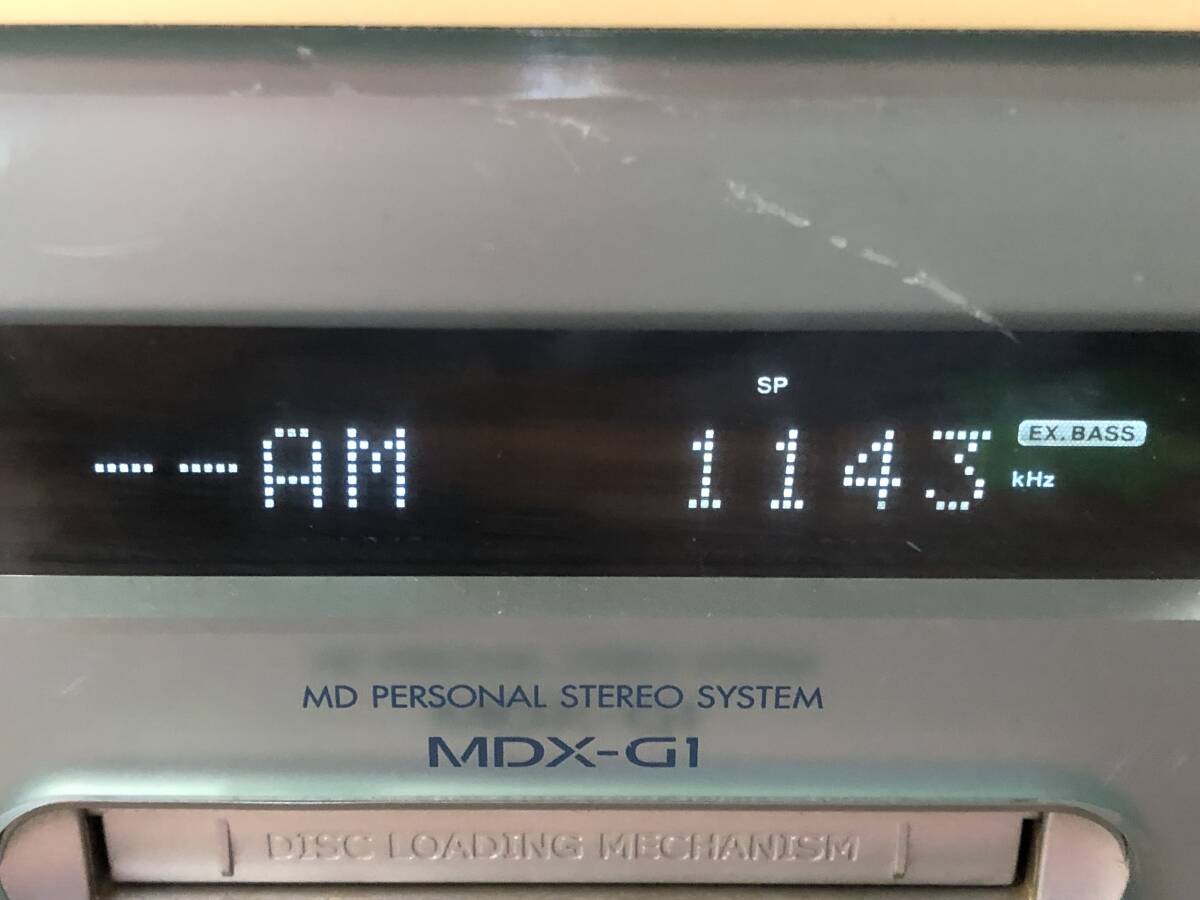 SP
--AM 1143 kHz EX. BASS
MD PERSONAL STEREO SYSTEM
MDX-G1
DISC LOADING MECHANISM